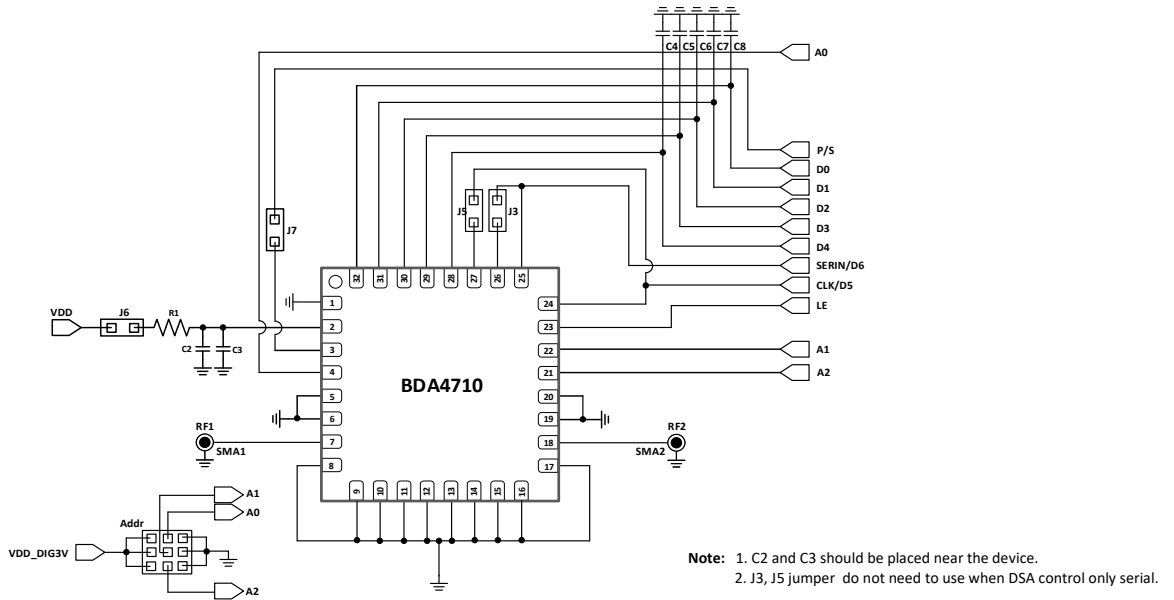 C4 C5 C6 C7 C8
A0
P/S
D0
D1
D2
D3
D4
SERIN/D6
CLK/D5
LE
A1
A2
J5
J3
J7
32 31 30 29 28 27 26 25
1
2
3
4
5
6
7
8
24
23
22
21
20
19
18
17
BDA4710
9 10 11 12 13 14 15 16
VDD
J6
R1
C2
C3
RF1
SMA1
RF2
SMA2
A1
A0
Addr
VDD_DIG3V
A2
Note: 1. C2 and C3 should be placed near the device.
2. J3, J5 jumper do not need to use when DSA control only serial.